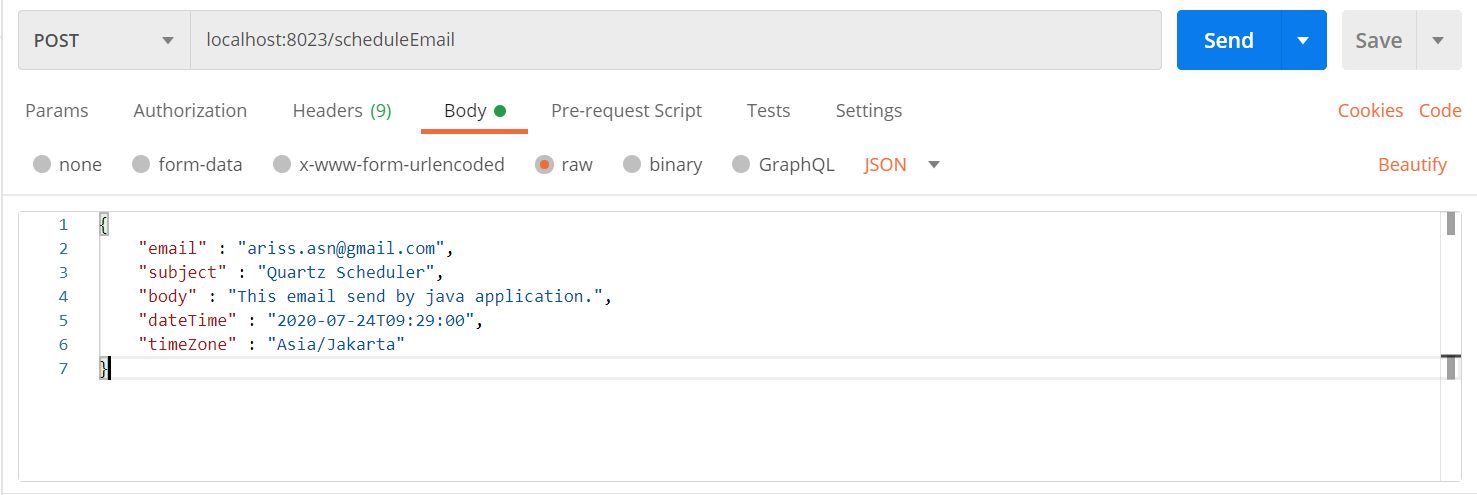 POST localhost:8023/scheduleEmail Send Save
Params Authorization Headers (9) Body Pre-request Script Tests Settings Cookies Code
none form-data x-www-form-urlencoded raw binary GraphQL JSON Beautify
1 {
2 "email" : "ariss.asn@gmail.com",
3 "subject" : "Quartz Scheduler",
4 "body" : "This email send by java application.",
5 "dateTime" : "2020-07-24T09:29:00",
6 "timeZone" : "Asia/Jakarta"
7 }